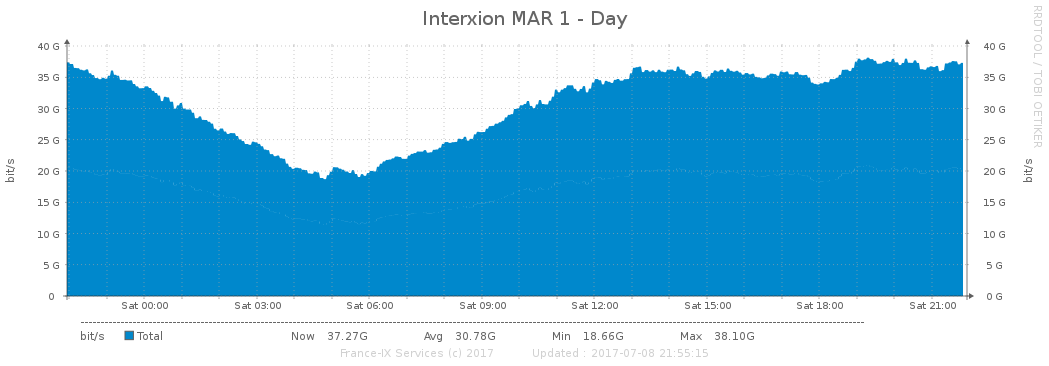 Interxion MAR 1 - Day
RRDTOOL / TOBI OETIKER
40 G 40 G
35 G 35 G
30 G 30 G
25 G 25 G
20 G 20 G
15 G 15 G
10 G 10 G
5 G 5 G
0 0 G
bit/s bit/s
Sat 00:00 Sat 03:00 Sat 06:00 Sat 09:00 Sat 12:00 Sat 15:00 Sat 18:00 Sat 21:00
bit/s Total Now 37.27G Avg 30.78G Min 18.66G Max 38.10G
France-IX Services (c) 2017 Updated : 2017-07-08 21:55:15